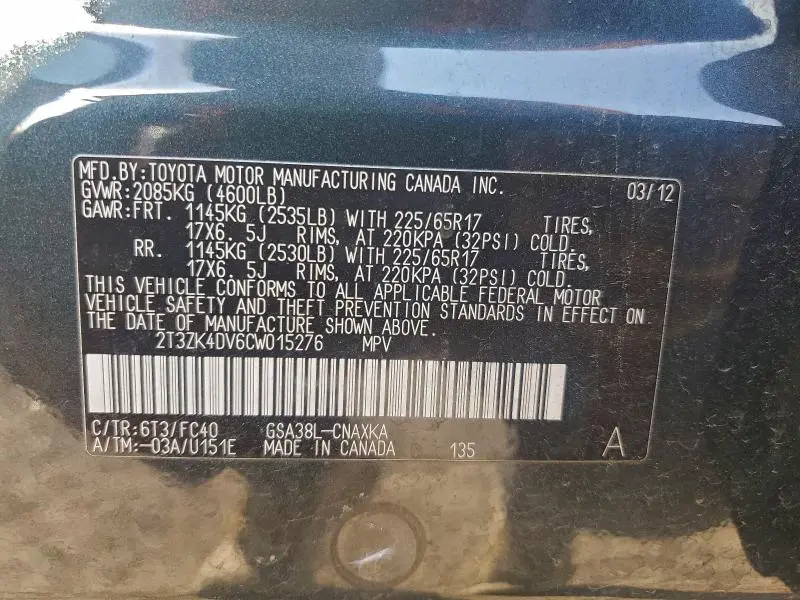 MFD.BY:TOYOTA MOTOR MANUFACTURING CANADA INC. 03/12
GVWR:2085KG (4600LB)
GAWR:FRT. 1145KG (2535LB) WITH 225/65R17 TIRES,
17X6.5J RIMS, AT 220KPA (32PSI) COLD.
RR. 1145KG (2530LB) WITH 225/65R17 TIRES,
17X6.5J RIMS, AT 220KPA (32PSI) COLD.
THIS VEHICLE CONFORMS TO ALL APPLICABLE FEDERAL MOTOR
VEHICLE SAFETY AND THEFT PREVENTION STANDARDS IN EFFECT ON
THE DATE OF MANUFACTURE SHOWN ABOVE.
2T3ZK4DV6CW015276 MPV
C/TR:6T3/FC40 GSA38L-CNAXKA
A/TM:-03A/U151E MADE IN CANADA 135 A